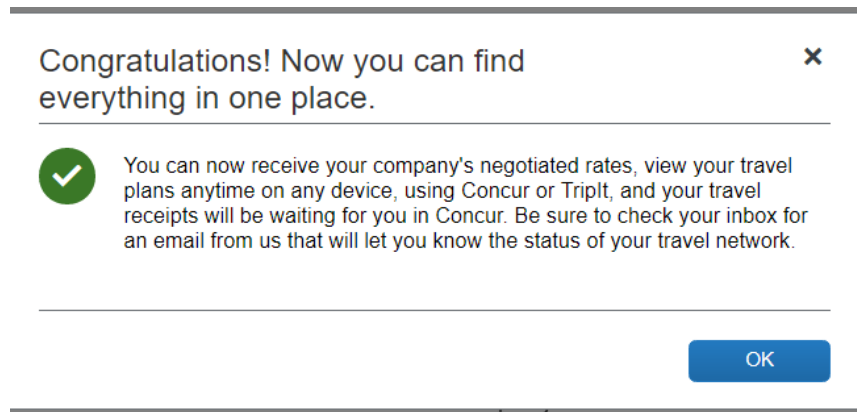 Congratulations! Now you can find
everything in one place.
You can now receive your company's negotiated rates, view your travel
plans anytime on any device, using Concur or TripIt, and your travel
receipts will be waiting for you in Concur. Be sure to check your inbox for
an email from us that will let you know the status of your travel network.
OK